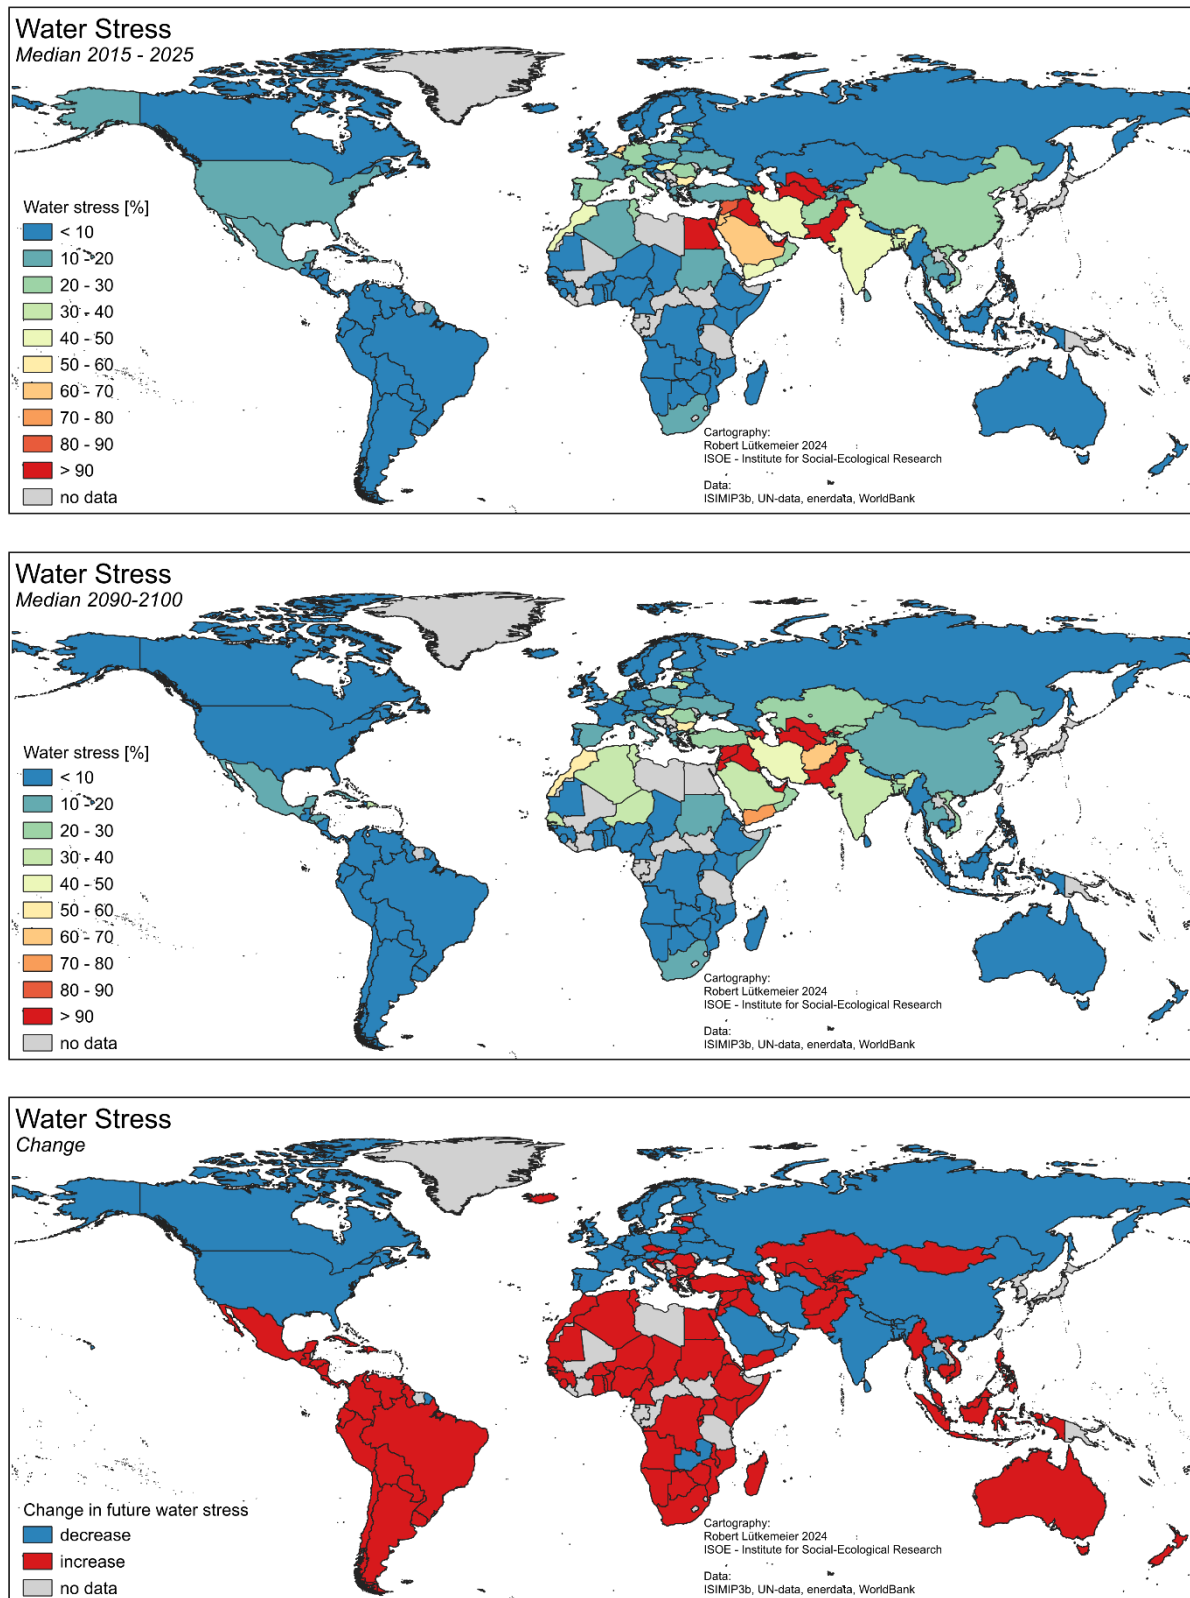 Water Stress
Median 2015 - 2025
Water stress [%]
< 10
10 - 20
20 - 30
30 - 40
40 - 50
50 - 60
60 - 70
70 - 80
80 - 90
> 90
no data
Cartography:
Robert Lütkemeier 2024
ISOE - Institute for Social-Ecological Research
Data:
ISIMIP3b, UN-data, enerdata, WorldBank
Water Stress
Median 2090-2100
Water stress [%]
< 10
10 - 20
20 - 30
30 - 40
40 - 50
50 - 60
60 - 70
70 - 80
80 - 90
> 90
no data
Cartography:
Robert Lütkemeier 2024
ISOE - Institute for Social-Ecological Research
Data:
ISIMIP3b, UN-data, enerdata, WorldBank
Water Stress
Change
Change in future water stress
decrease
increase
no data
Cartography:
Robert Lütkemeier 2024
ISOE - Institute for Social-Ecological Research
Data:
ISIMIP3b, UN-data, enerdata, WorldBank